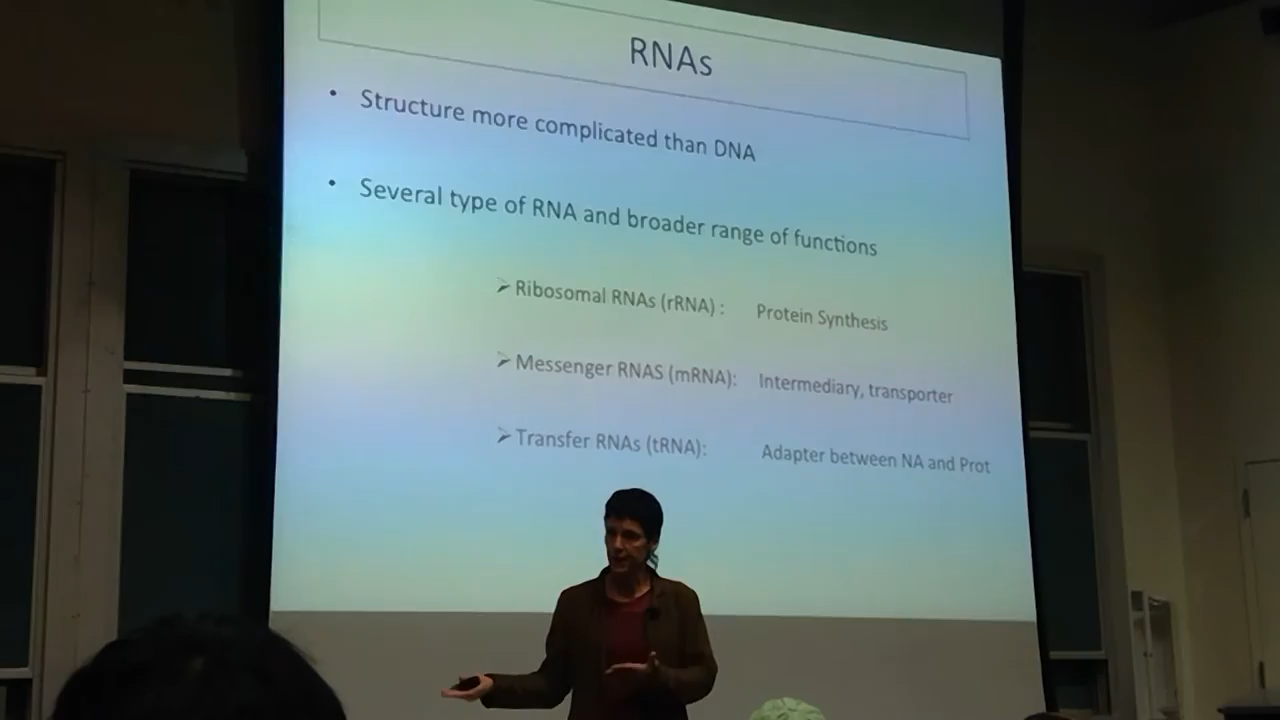 RNAs
• Structure more complicated than DNA
• Several type of RNA and broader range of functions
➢ Ribosomal RNAs (rRNA) : Protein Synthesis
➢ Messenger RNAS (mRNA): Intermediary, transporter
➢ Transfer RNAs (tRNA): Adapter between NA and Prot